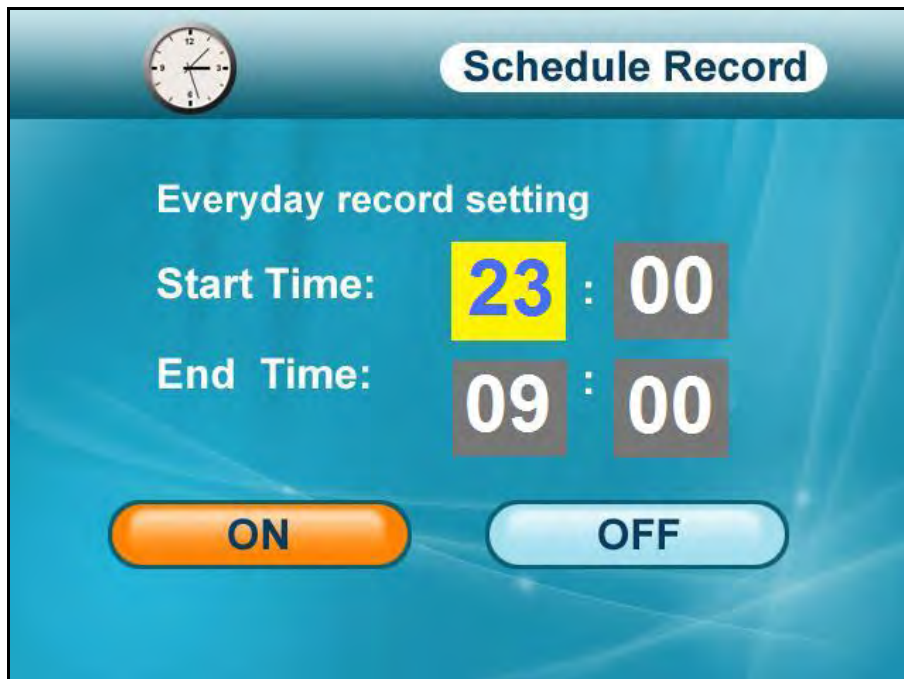 Schedule Record
Everyday record setting
Start Time: 23 : 00
End Time: 09 : 00
ON OFF